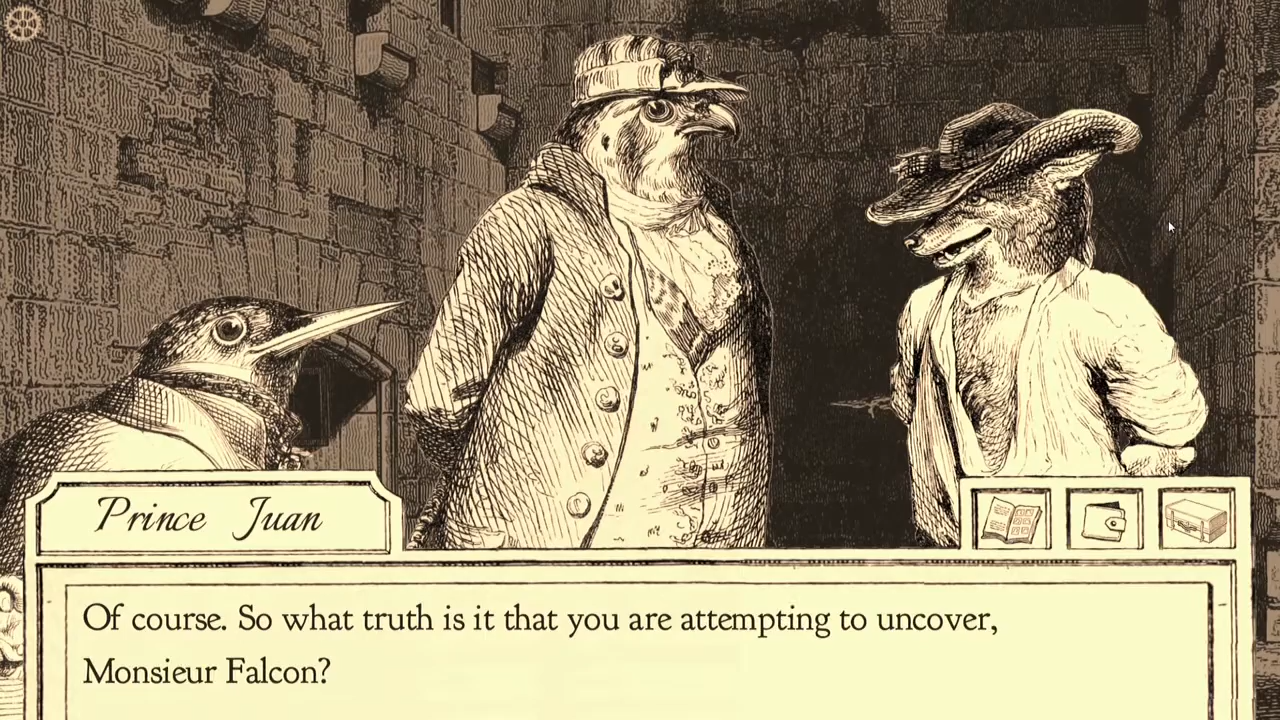 Prince Juan
Of course. So what truth is it that you are attempting to uncover,
Monsieur Falcon?